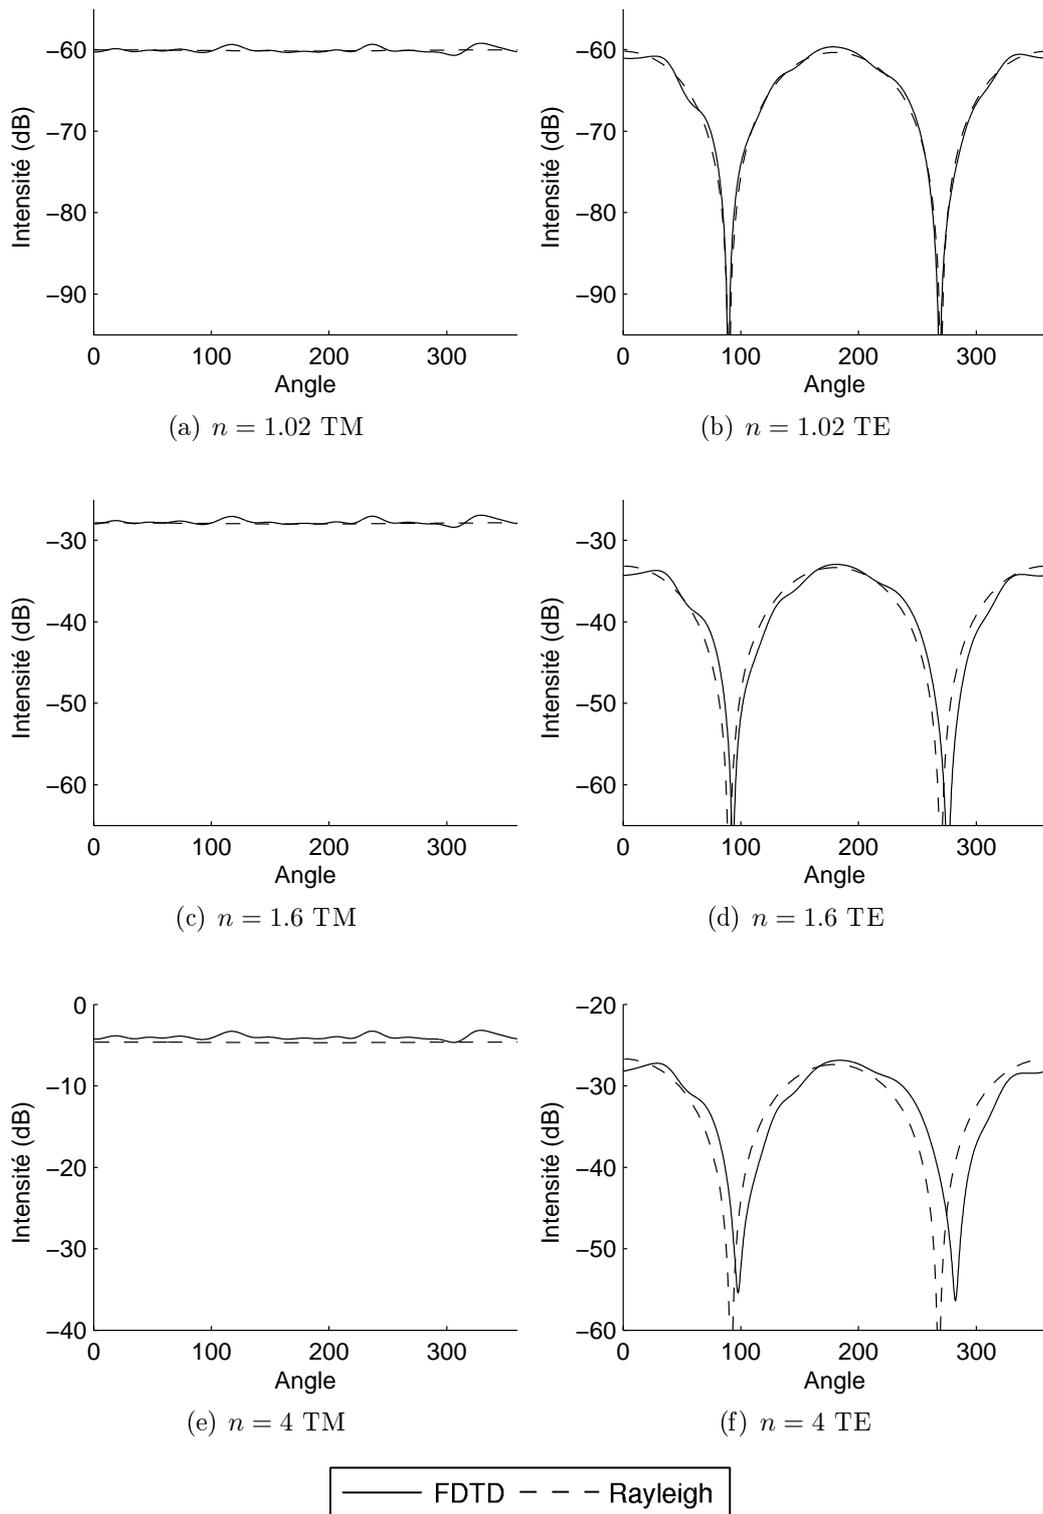 −60
−70
−80
−90
Intensité (dB)
0 100 200 300
Angle
(a) n = 1.02 TM
−60
−70
−80
−90
Intensité (dB)
0 100 200 300
Angle
(b) n = 1.02 TE
−30
−40
−50
−60
Intensité (dB)
0 100 200 300
Angle
(c) n = 1.6 TM
−30
−40
−50
−60
Intensité (dB)
0 100 200 300
Angle
(d) n = 1.6 TE
0
−10
−20
−30
−40
Intensité (dB)
0 100 200 300
Angle
(e) n = 4 TM
−20
−30
−40
−50
−60
Intensité (dB)
0 100 200 300
Angle
(f) n = 4 TE
FDTD Rayleigh